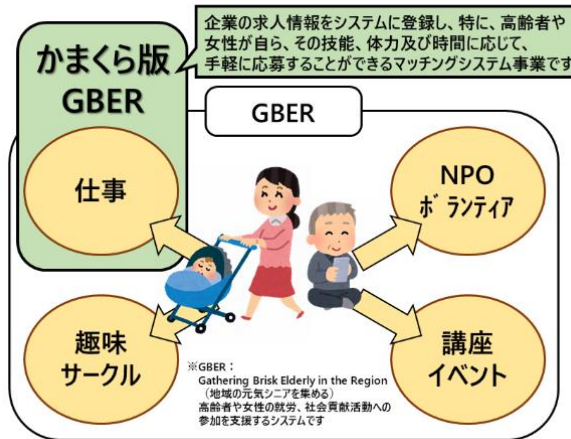 企業の求人情報をシステムに登録し、特に、高齢者や
女性が自ら、その技能、体力及び時間に応じて、
手軽に応募することができるマッチングシステム事業です
かまくら版
GBER
GBER
仕事
NPO
ボランティア
趣味
サークル
講座
イベント
※GBER：
Gathering Brisk Elderly in the Region
（地域の元気シニアを集める）
高齢者や女性の就労、社会貢献活動への
参加を支援するシステムです